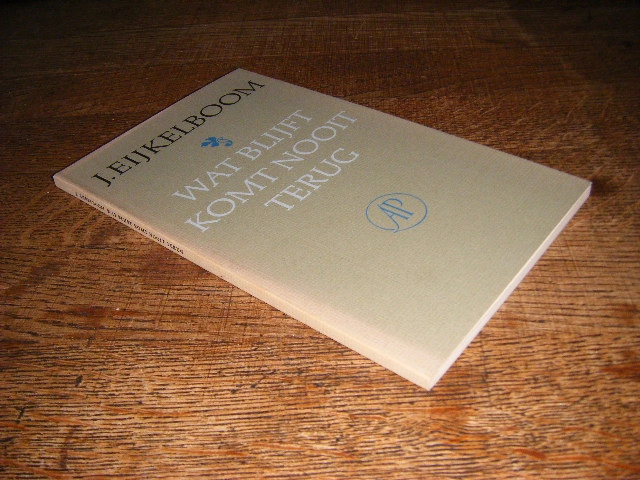 J. EIJKELBOOM
WAT BLIJFT
KOMT NOOIT
TERUG
AP